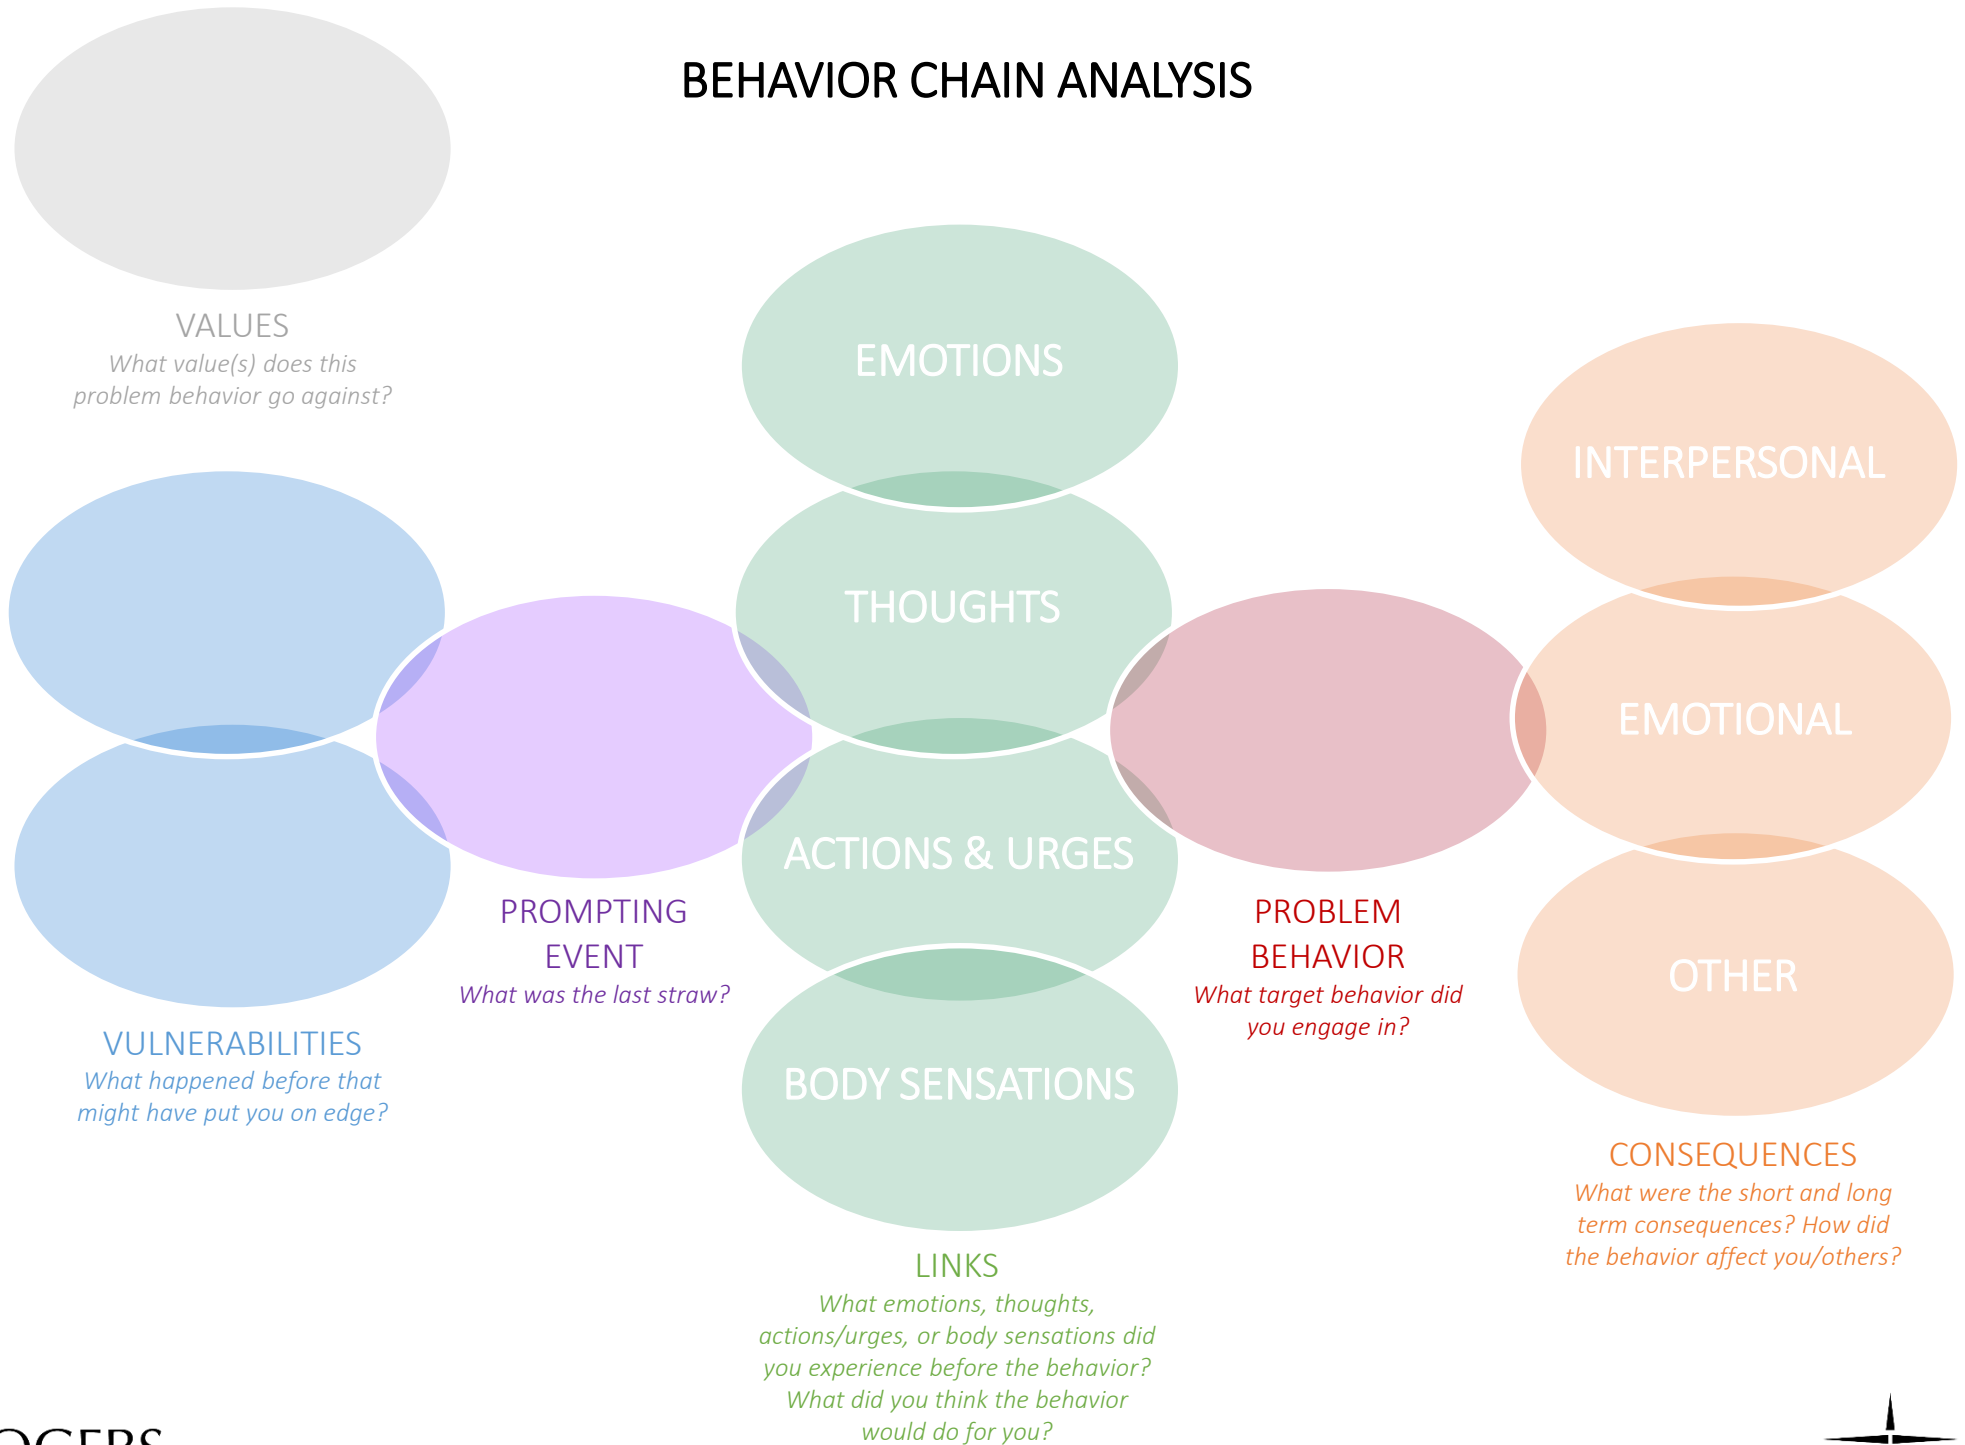 BEHAVIOR CHAIN ANALYSIS
VALUES
What value(s) does this
problem behavior go against?
VULNERABILITIES
What happened before that
might have put you on edge?
PROMPTING
EVENT
What was the last straw?
EMOTIONS
THOUGHTS
ACTIONS & URGES
BODY SENSATIONS
LINKS
What emotions, thoughts,
actions/urges, or body sensations did
you experience before the behavior?
What did you think the behavior
would do for you?
PROBLEM
BEHAVIOR
What target behavior did
you engage in?
INTERPERSONAL
EMOTIONAL
OTHER
CONSEQUENCES
What were the short and long
term consequences? How did
the behavior affect you/others?